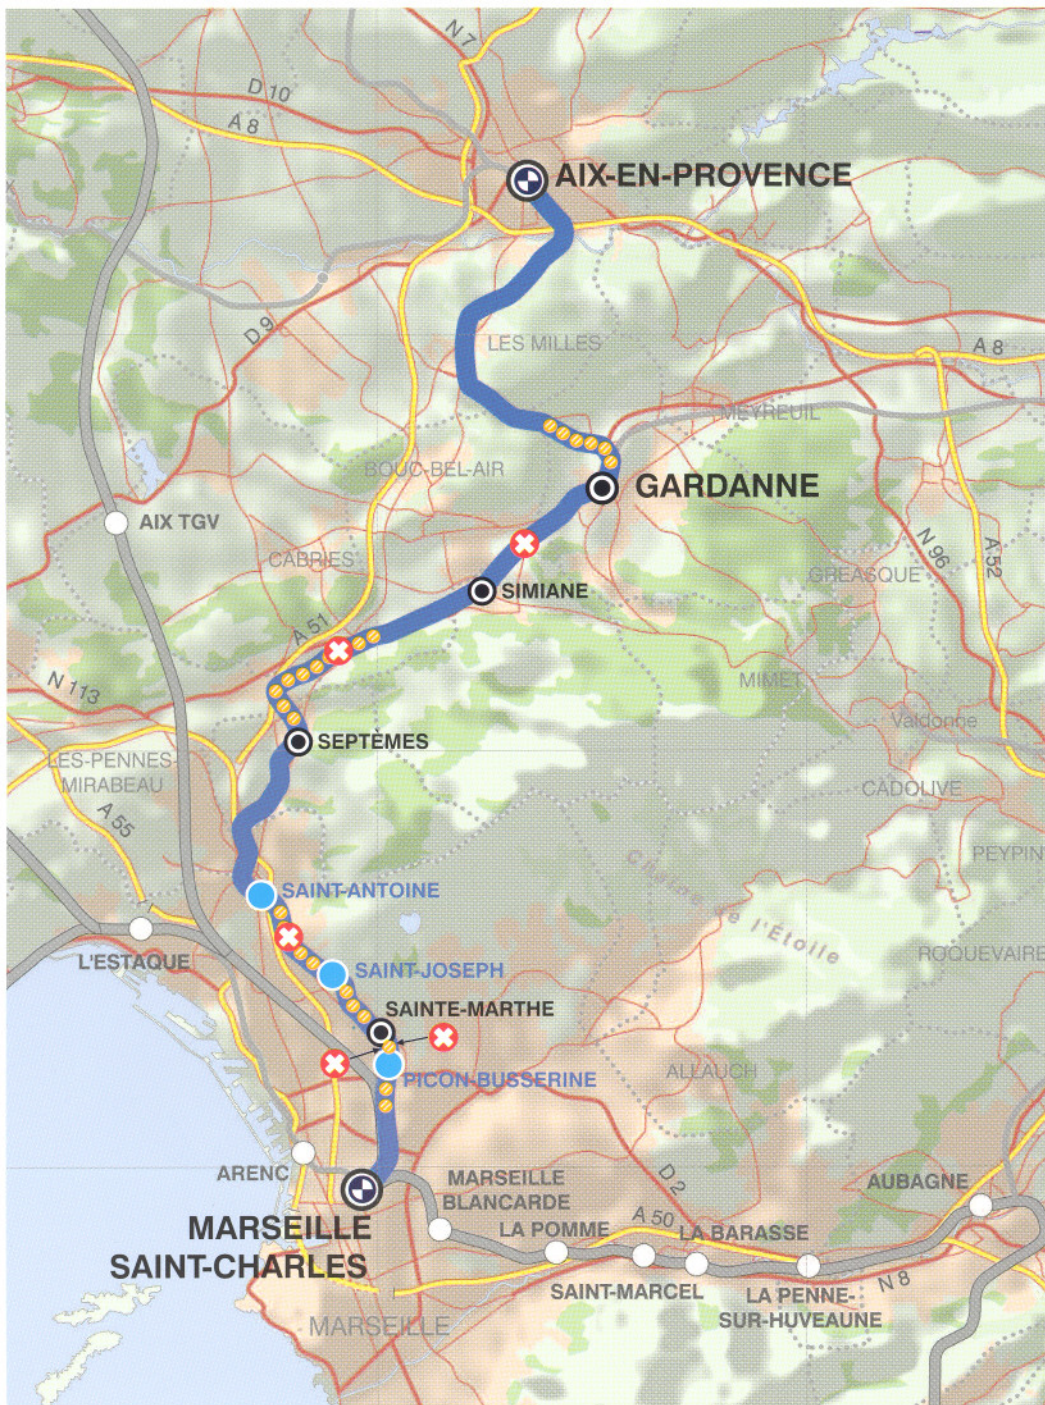 N 7
D 10
A 8
AIX-EN-PROVENCE
D 9
LES MILLES
A 8
MEYREUIL
BOUC-BEL-AIR
GARDANNE
AIX TGV
CABRIES
N 96
A 52
GREASQUE
SIMIANE
A 51
N 113
MIMET
Valdonne
SEPTÈMES
LES-PENNES-
MIRABEAU
CADOLIVE
A 55
PEYPIN
SAINT-ANTOINE
Chaîne de l'Étoile
L'ESTAQUE
SAINT-JOSEPH
ROQUEVAIRE
SAINTE-MARTHE
PICON-BUSSERINE
ALLAUCH
ARENC
MARSEILLE
BLANCARDE
D 2
AUBAGNE
MARSEILLE
SAINT-CHARLES
LA POMME
A 50
LA BARASSE
SAINT-MARCEL
LA PENNE-
SUR-HUVEAUNE
N 8
MARSEILLE